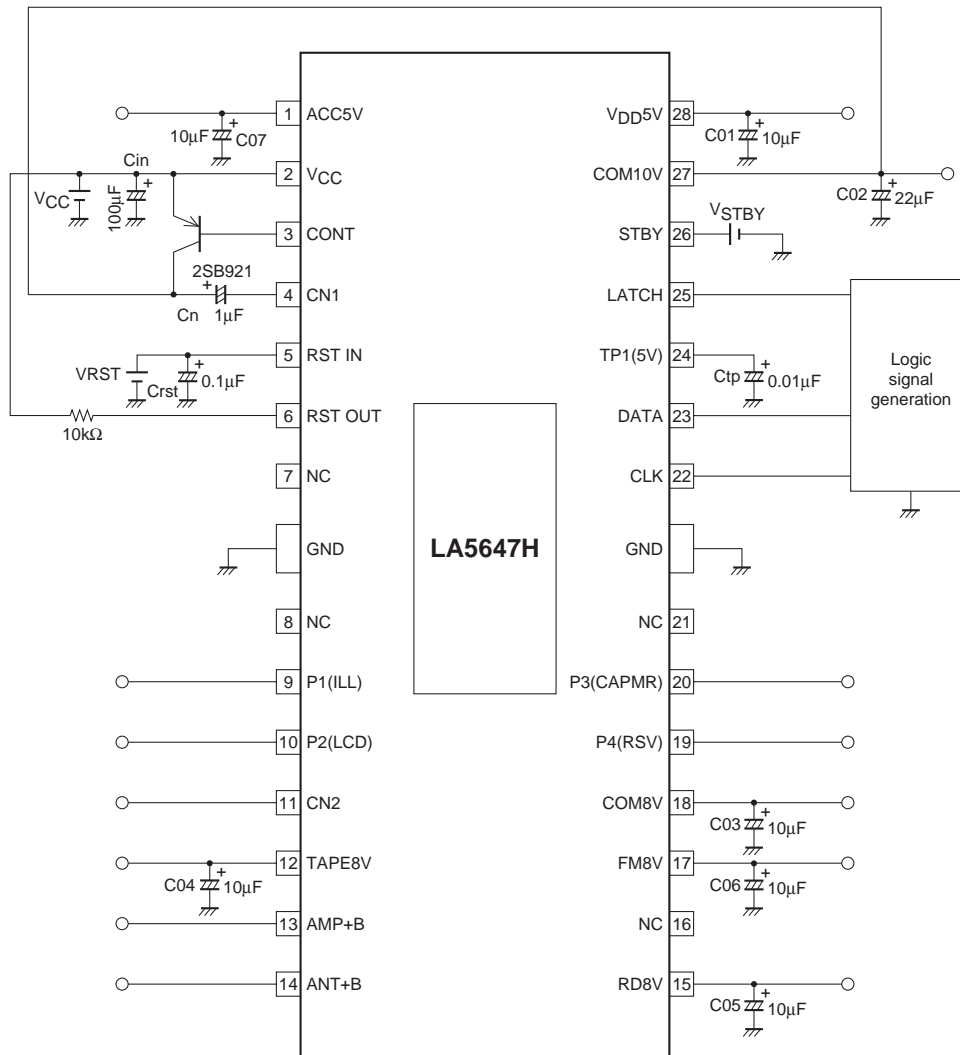 1 ACC5V
VDD5V 28
10μF + C07
C01 + 10μF
Cin
2 VCC
COM10V 27
VCC
100μF +
C02 + 22μF
VSTBY
3 CONT
STBY 26
2SB921
4 CN1
LATCH 25
+
Cn 1μF
5 RST IN
TP1(5V) 24
VRST
Crst + 0.1μF
Ctp + 0.01μF
Logic
signal
generation
6 RST OUT
DATA 23
10kΩ
7 NC
CLK 22
GND
LA5647H
GND
8 NC
NC 21
9 P1(ILL)
P3(CAPMR) 20
10 P2(LCD)
P4(RSV) 19
11 CN2
COM8V 18
C03 + 10μF
12 TAPE8V
FM8V 17
C04 + 10μF
C06 + 10μF
13 AMP+B
NC 16
14 ANT+B
RD8V 15
C05 + 10μF